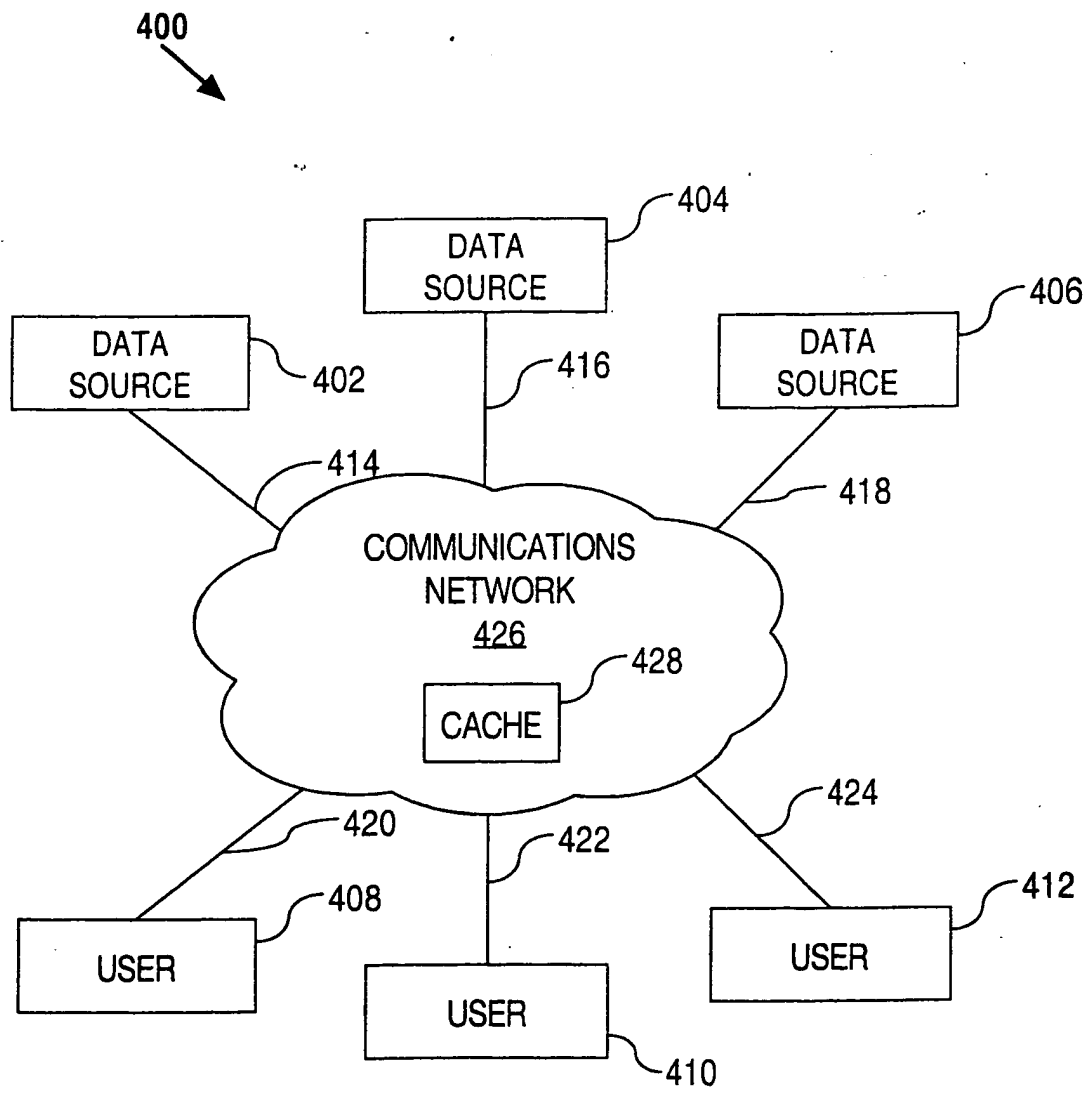 400
404
DATA
SOURCE
406
DATA
SOURCE
402
DATA
SOURCE
416
414
418
COMMUNICATIONS
NETWORK
426
428
CACHE
424
420
422
408
412
USER
USER
USER
410